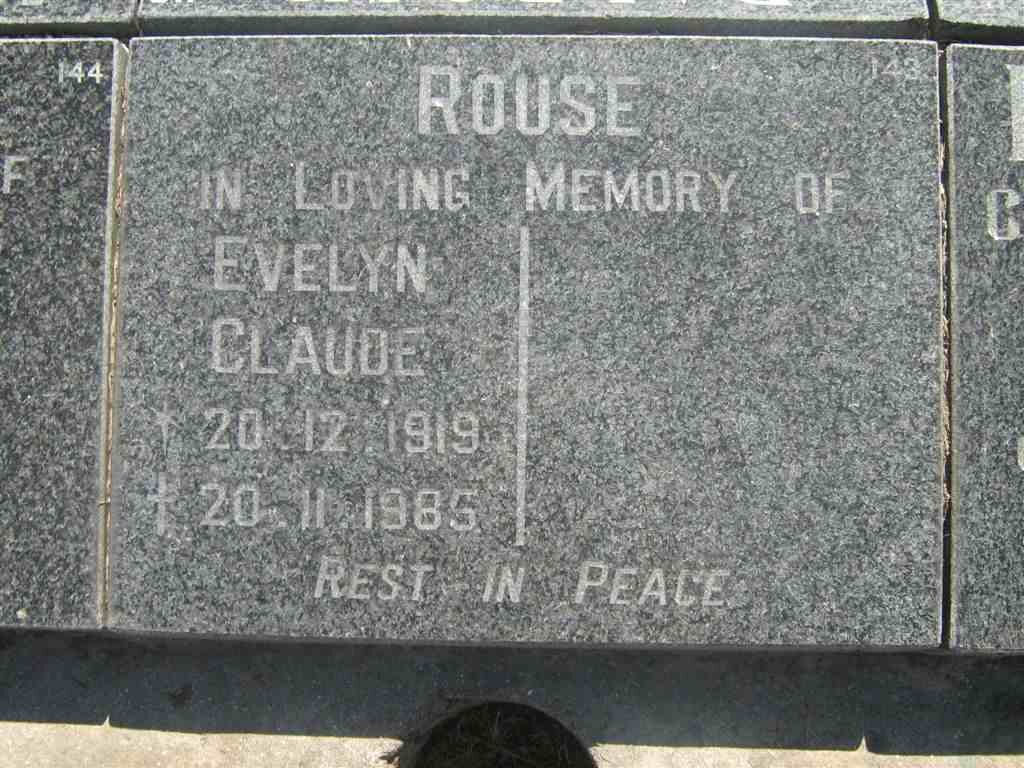 144
143
ROUSE
IN LOVING MEMORY OF
EVELYN
CLAUDE
20.12.1919
† 20.11.1985
REST IN PEACE
F
C